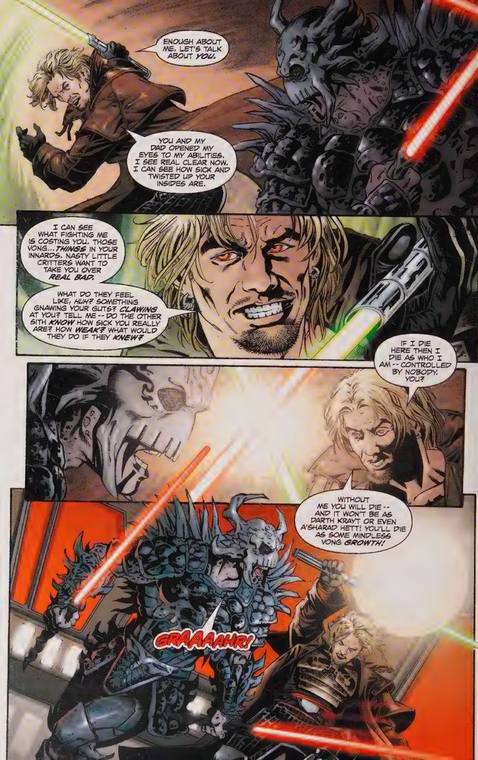 ENOUGH ABOUT
ME. LET'S TALK
ABOUT YOU.
YOU AND MY
DAD OPENED MY
EYES TO MY ABILITIES.
I SEE REAL CLEAR NOW.
I CAN SEE HOW SICK AND
TWISTED UP YOUR
INSIDES ARE.
I CAN SEE
WHAT FIGHTING ME
IS COSTING YOU. THOSE
VONG...THINGS IN YOUR
INNARDS. NASTY LITTLE
CRITTERS WANT TO
TAKE YOU OVER
REAL BAD.
WHAT DO THEY FEEL
LIKE, HUH? SOMETHING
GNAWING YOUR GUTS? CLAWING
AT YOU? TELL ME -- DO THE OTHER
SITH KNOW HOW SICK YOU REALLY
ARE? HOW WEAK? WHAT WOULD
THEY DO IF THEY KNEW?
IF I DIE
HERE THEN I
DIE AS WHO I
AM -- CONTROLLED
BY NOBODY.
YOU?
WITHOUT
ME YOU WILL DIE --
AND IT WON'T BE AS
DARTH KRAYT OR EVEN
A'SHARAD HETT! YOU'LL DIE
AS SOME MINDLESS
VONG GROWTH!
GRAAAAHR!